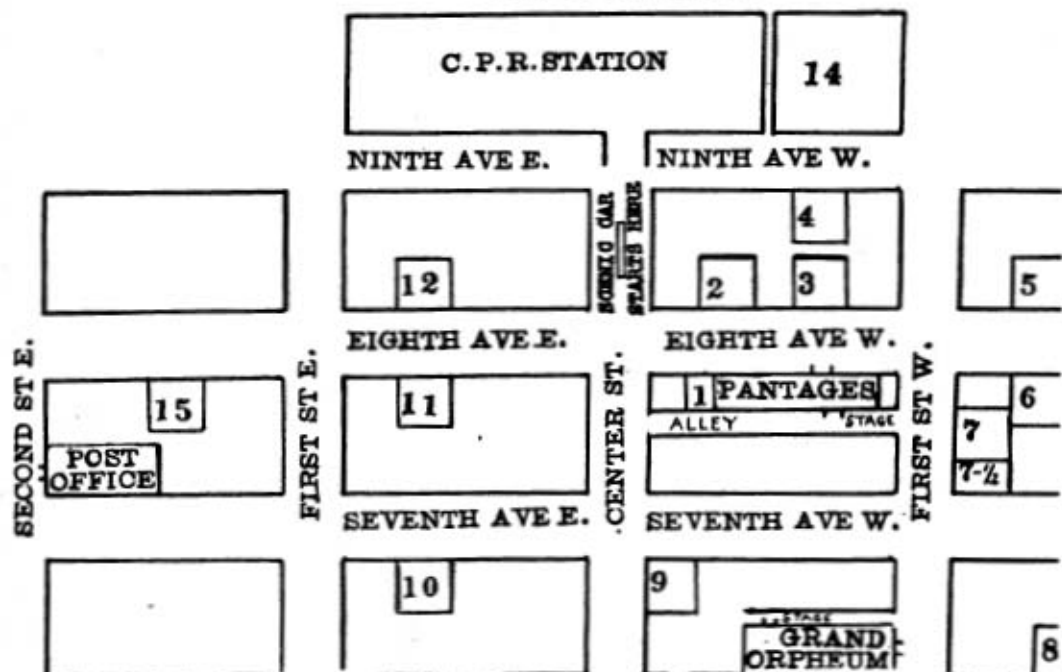 C.P.R. STATION
14
NINTH AVE E.
NINTH AVE W.
SCENIC CAR
STARTS HERE
4
12
2
3
5
EIGHTH AVE E.
EIGHTH AVE W.
SECOND ST E.
FIRST ST E.
CENTER ST.
FIRST ST W.
15
11
1
PANTAGES
6
ALLEY
STAGE
7
POST
OFFICE
7-½
SEVENTH AVE E.
SEVENTH AVE W.
10
9
STAGE
GRAND
ORPHEUM
8